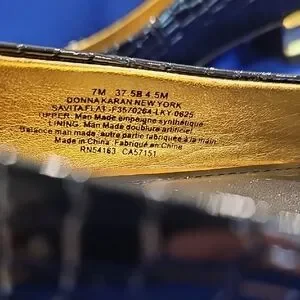 7M 37.5B 4.5M
DONNA KARAN NEW YORK
SAVITA FLAT -F3570264-LKY-0625
UPPER: Man Made empeigne synthétique
LINING: Man Made doublure artificiel
Balance man made autre partie fabriquée à la main
Made in China Fabriqué en Chine
RN54163 CA57151